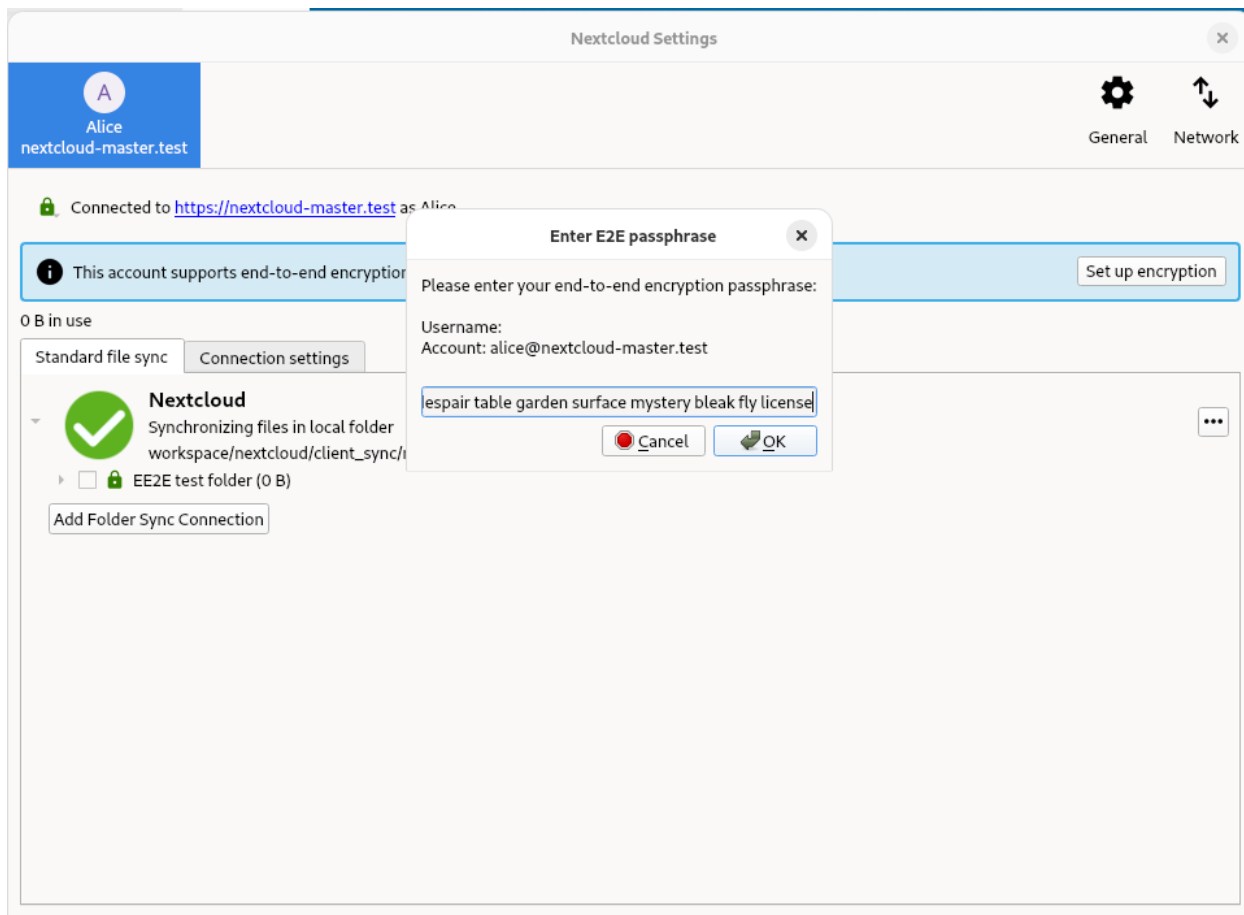 Nextcloud Settings
A
Alice
nextcloud-master.test
General
Network
Connected to https://nextcloud-master.test as Alice
This account supports end-to-end encryption
Set up encryption
Enter E2E passphrase
Please enter your end-to-end encryption passphrase:
Username:
Account: alice@nextcloud-master.test
table garden surface mystery bleak fly license
Cancel
OK
0 B in use
Standard file sync
Connection settings
Nextcloud
Synchronizing files in local folder
workspace/nextcloud/client_sync/
EE2E test folder (0 B)
Add Folder Sync Connection